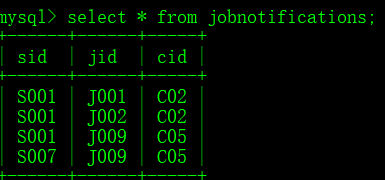 mysql> select * from jobnotifications;
+------+------+------+
| sid | jid | cid |
+------+------+------+
| S001 | J001 | C02 |
| S001 | J002 | C02 |
| S001 | J009 | C05 |
| S007 | J009 | C05 |
+------+------+------+